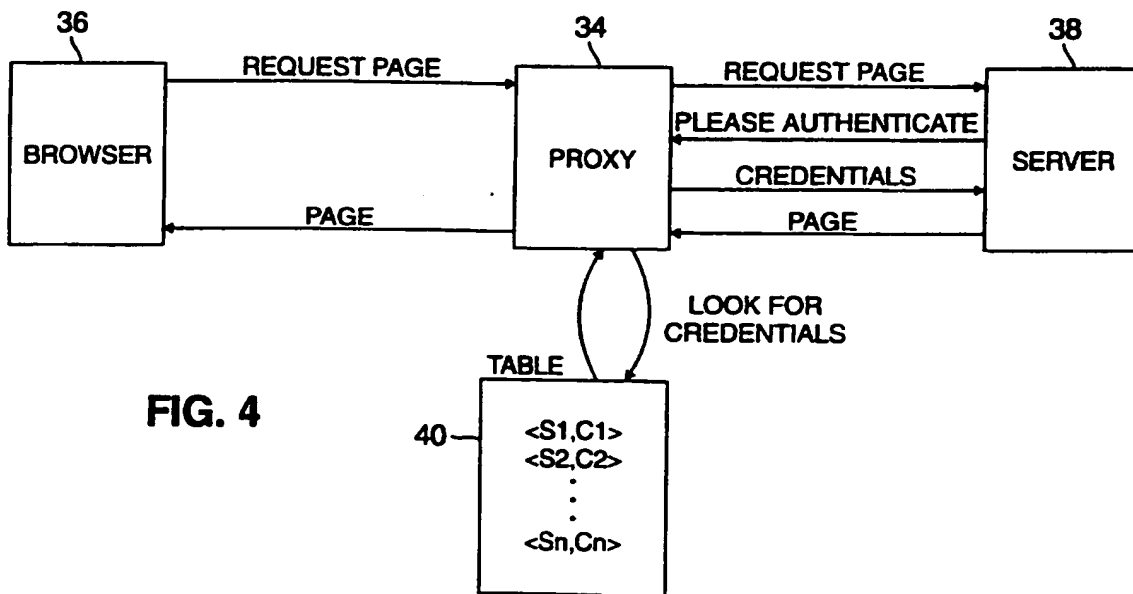 36
34
38
REQUEST PAGE
REQUEST PAGE
PLEASE AUTHENTICATE
BROWSER
PROXY
SERVER
CREDENTIALS
PAGE
PAGE
LOOK FOR
CREDENTIALS
TABLE
FIG. 4
40
<S1,C1>
<S2,C2>
<Sn,Cn>